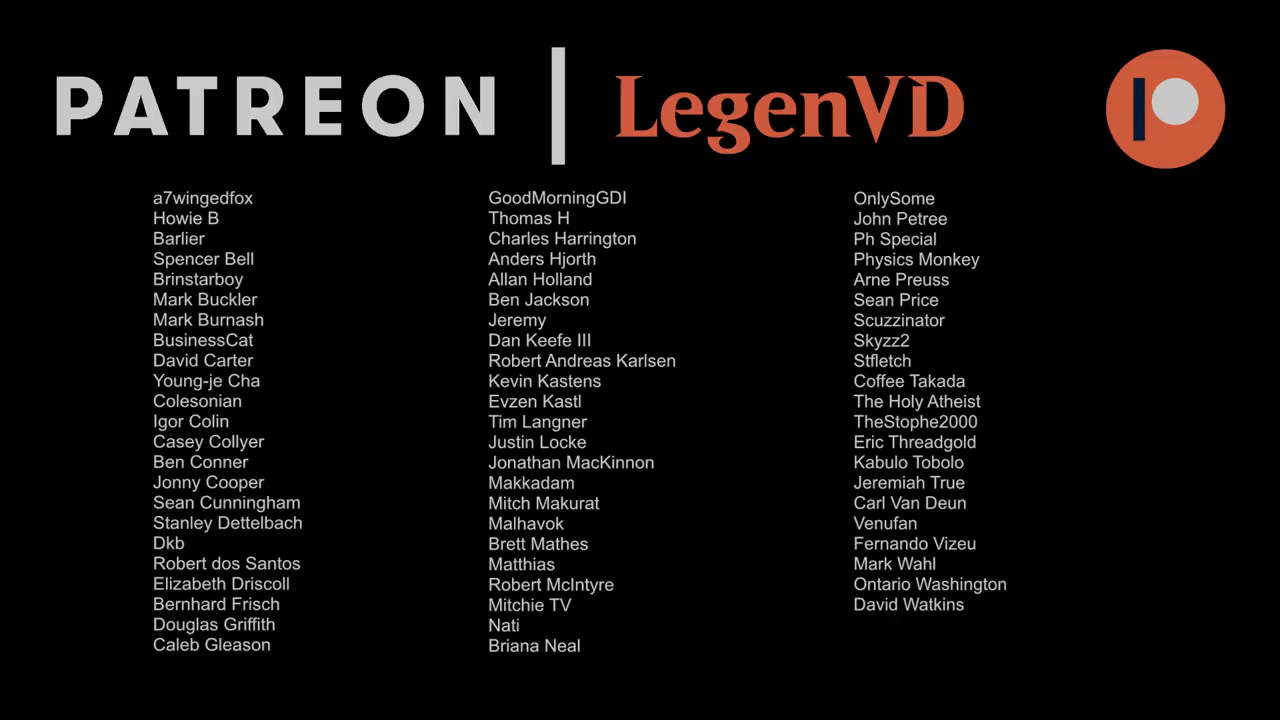 PATREON | LegenVD
a7wingedfox
Howie B
Barlier
Spencer Bell
Brinstarboy
Mark Buckler
Mark Burnash
BusinessCat
David Carter
Young-je Cha
Colesonian
Igor Colin
Casey Collyer
Ben Conner
Jonny Cooper
Sean Cunningham
Stanley Dettelbach
Dkb
Robert dos Santos
Elizabeth Driscoll
Bernhard Frisch
Douglas Griffith
Caleb Gleason
GoodMorningGDI
Thomas H
Charles Harrington
Anders Hjorth
Allan Holland
Ben Jackson
Jeremy
Dan Keefe III
Robert Andreas Karlsen
Kevin Kastens
Evzen Kastl
Tim Langner
Justin Locke
Jonathan MacKinnon
Makkadam
Mitch Makurat
Malhavok
Brett Mathes
Matthias
Robert McIntyre
Mitchie TV
Nati
Briana Neal
OnlySome
John Petree
Ph Special
Physics Monkey
Arne Preuss
Sean Price
Scuzzinator
Skyzz2
Stfletch
Coffee Takada
The Holy Atheist
TheStophe2000
Eric Threadgold
Kabulo Tobolo
Jeremiah True
Carl Van Deun
Venufan
Fernando Vizeu
Mark Wahl
Ontario Washington
David Watkins